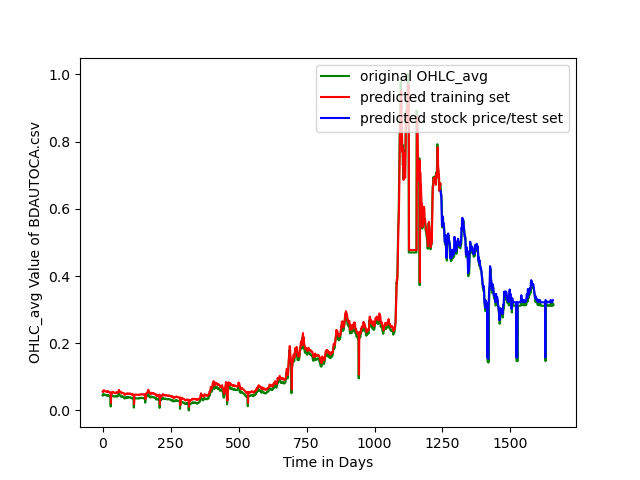 original OHLC_avg
predicted training set
predicted stock price/test set
OHLC_avg Value of BDAUTOCA.csv
1.0
0.8
0.6
0.4
0.2
0.0
0 250 500 750 1000 1250 1500
Time in Days